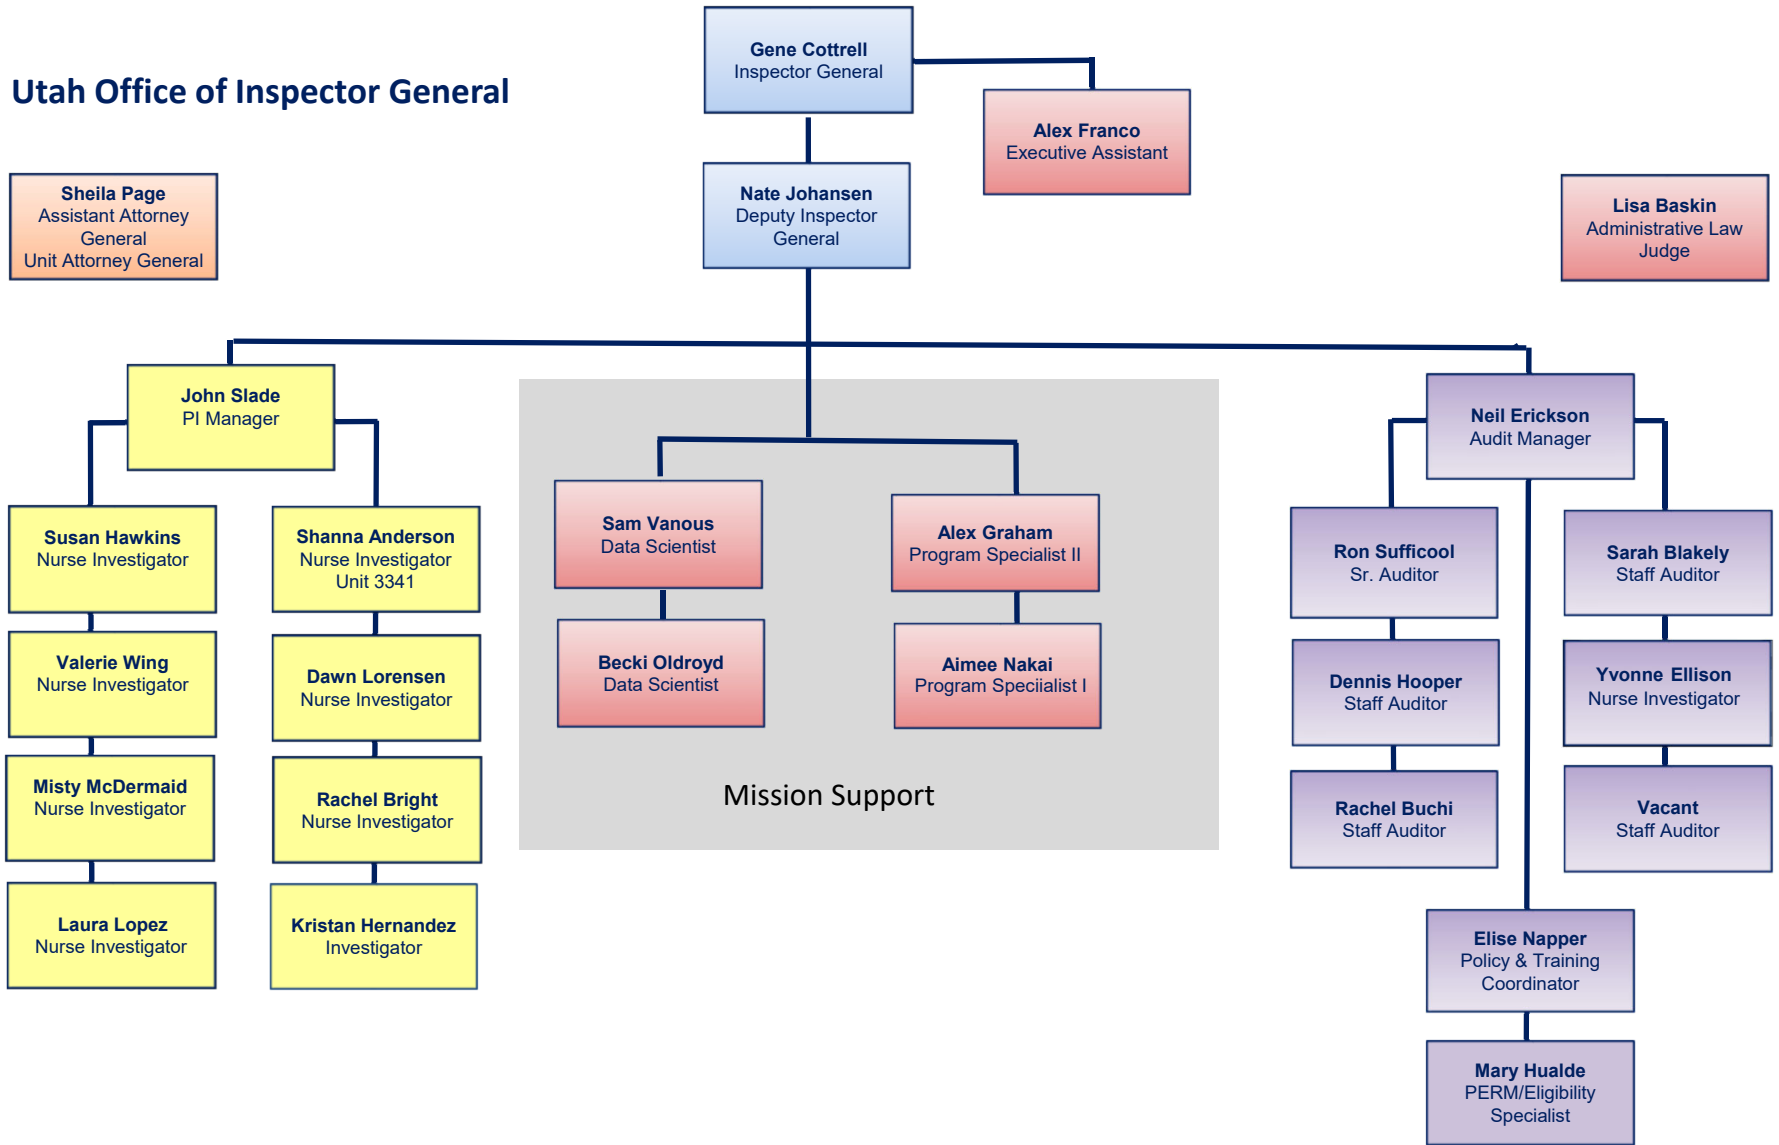 Utah Office of Inspector General
Gene Cottrell
Inspector General
Alex Franco
Executive Assistant
Sheila Page
Assistant Attorney
General
Unit Attorney General
Nate Johansen
Deputy Inspector
General
Lisa Baskin
Administrative Law
Judge
John Slade
PI Manager
Neil Erickson
Audit Manager
Susan Hawkins
Nurse Investigator
Valerie Wing
Nurse Investigator
Misty McDermaid
Nurse Investigator
Laura Lopez
Nurse Investigator
Shanna Anderson
Nurse Investigator
Unit 3341
Dawn Lorensen
Nurse Investigator
Rachel Bright
Nurse Investigator
Kristan Hernandez
Investigator
Sam Vanous
Data Scientist
Becki Oldroyd
Data Scientist
Alex Graham
Program Specialist II
Aimee Nakai
Program Speciialist I
Mission Support
Ron Sufficool
Sr. Auditor
Dennis Hooper
Staff Auditor
Rachel Buchi
Staff Auditor
Sarah Blakely
Staff Auditor
Yvonne Ellison
Nurse Investigator
Vacant
Staff Auditor
Elise Napper
Policy & Training
Coordinator
Mary Hualde
PERM/Eligibility
Specialist